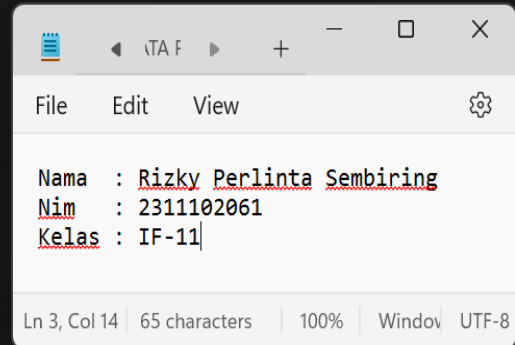 File Edit View
Nama : Rizky Perlinta Sembiring
Nim : 2311102061
Kelas : IF-11
Ln 3, Col 14 65 characters 100% Window UTF-8